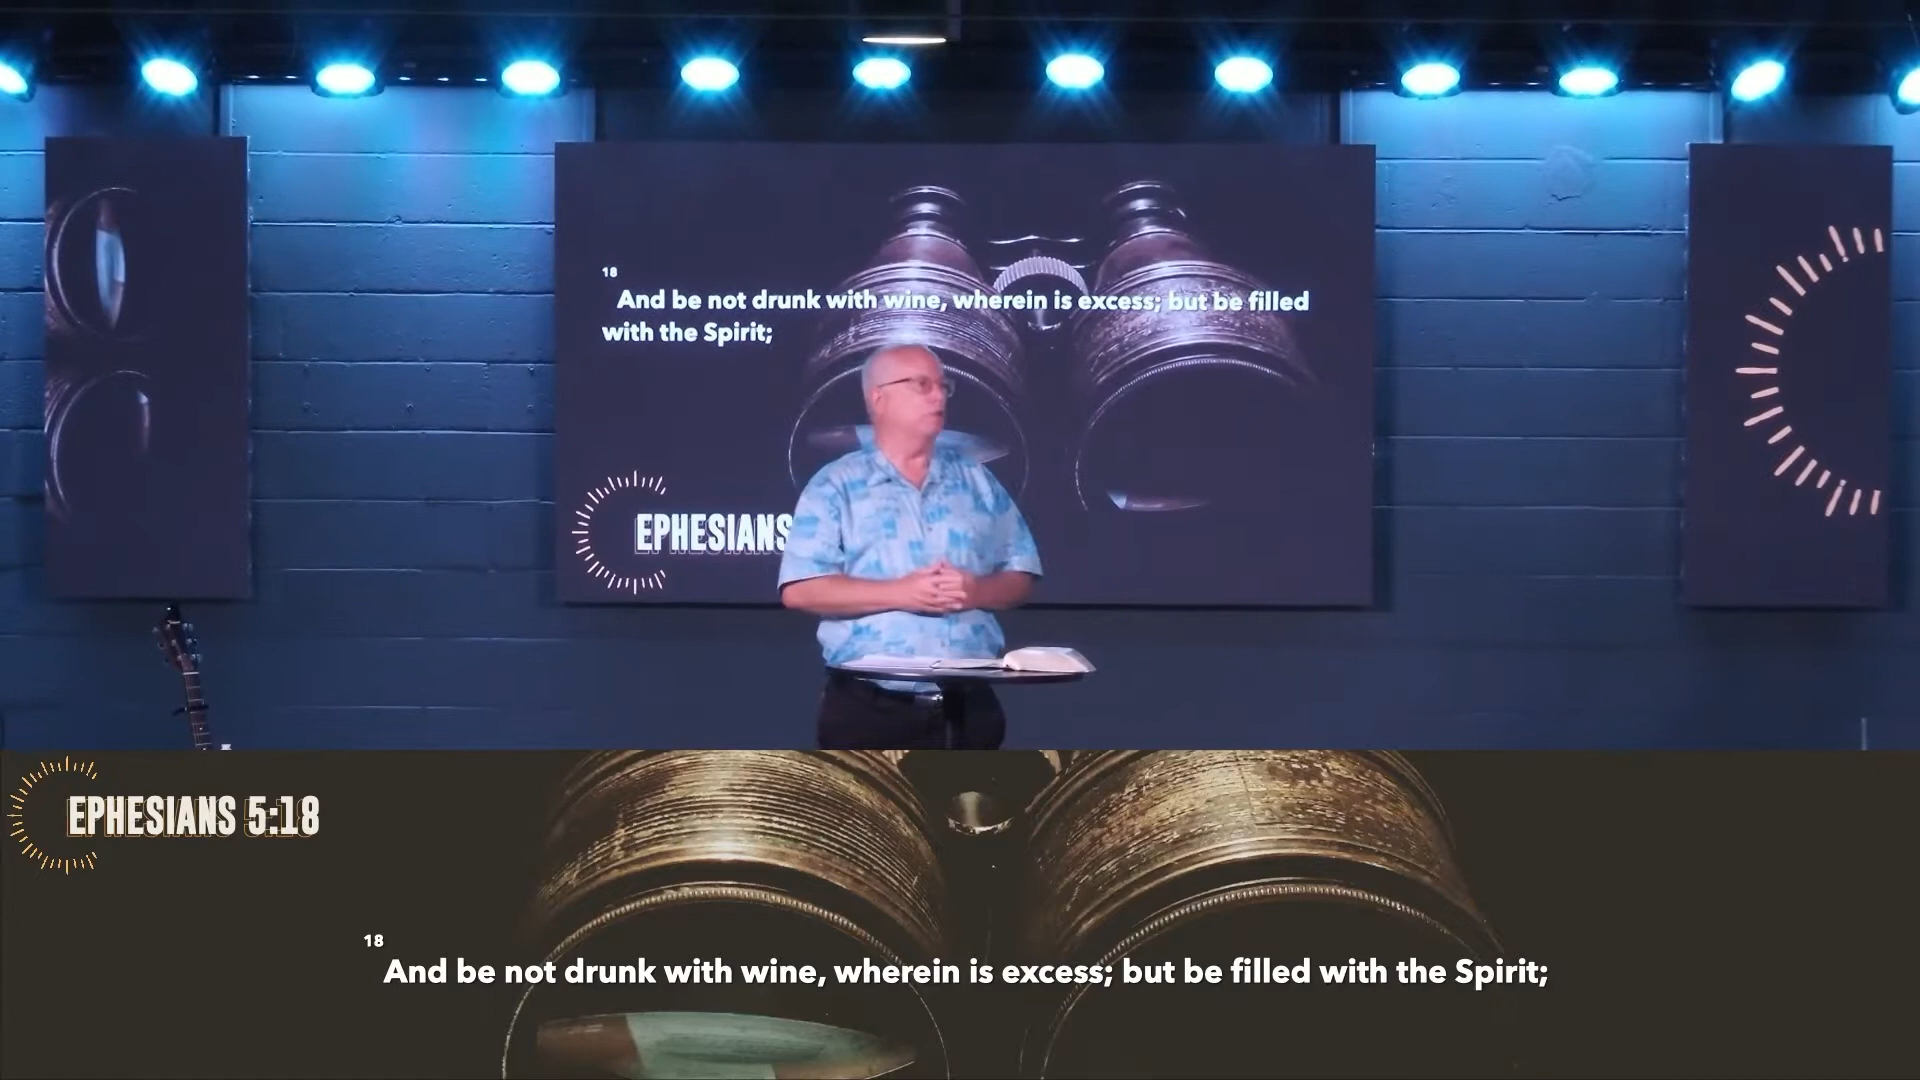 18
And be not drunk with wine, wherein is excess; but be filled
with the Spirit;
EPHESIANS
EPHESIANS 5:18
18
And be not drunk with wine, wherein is excess; but be filled with the Spirit;